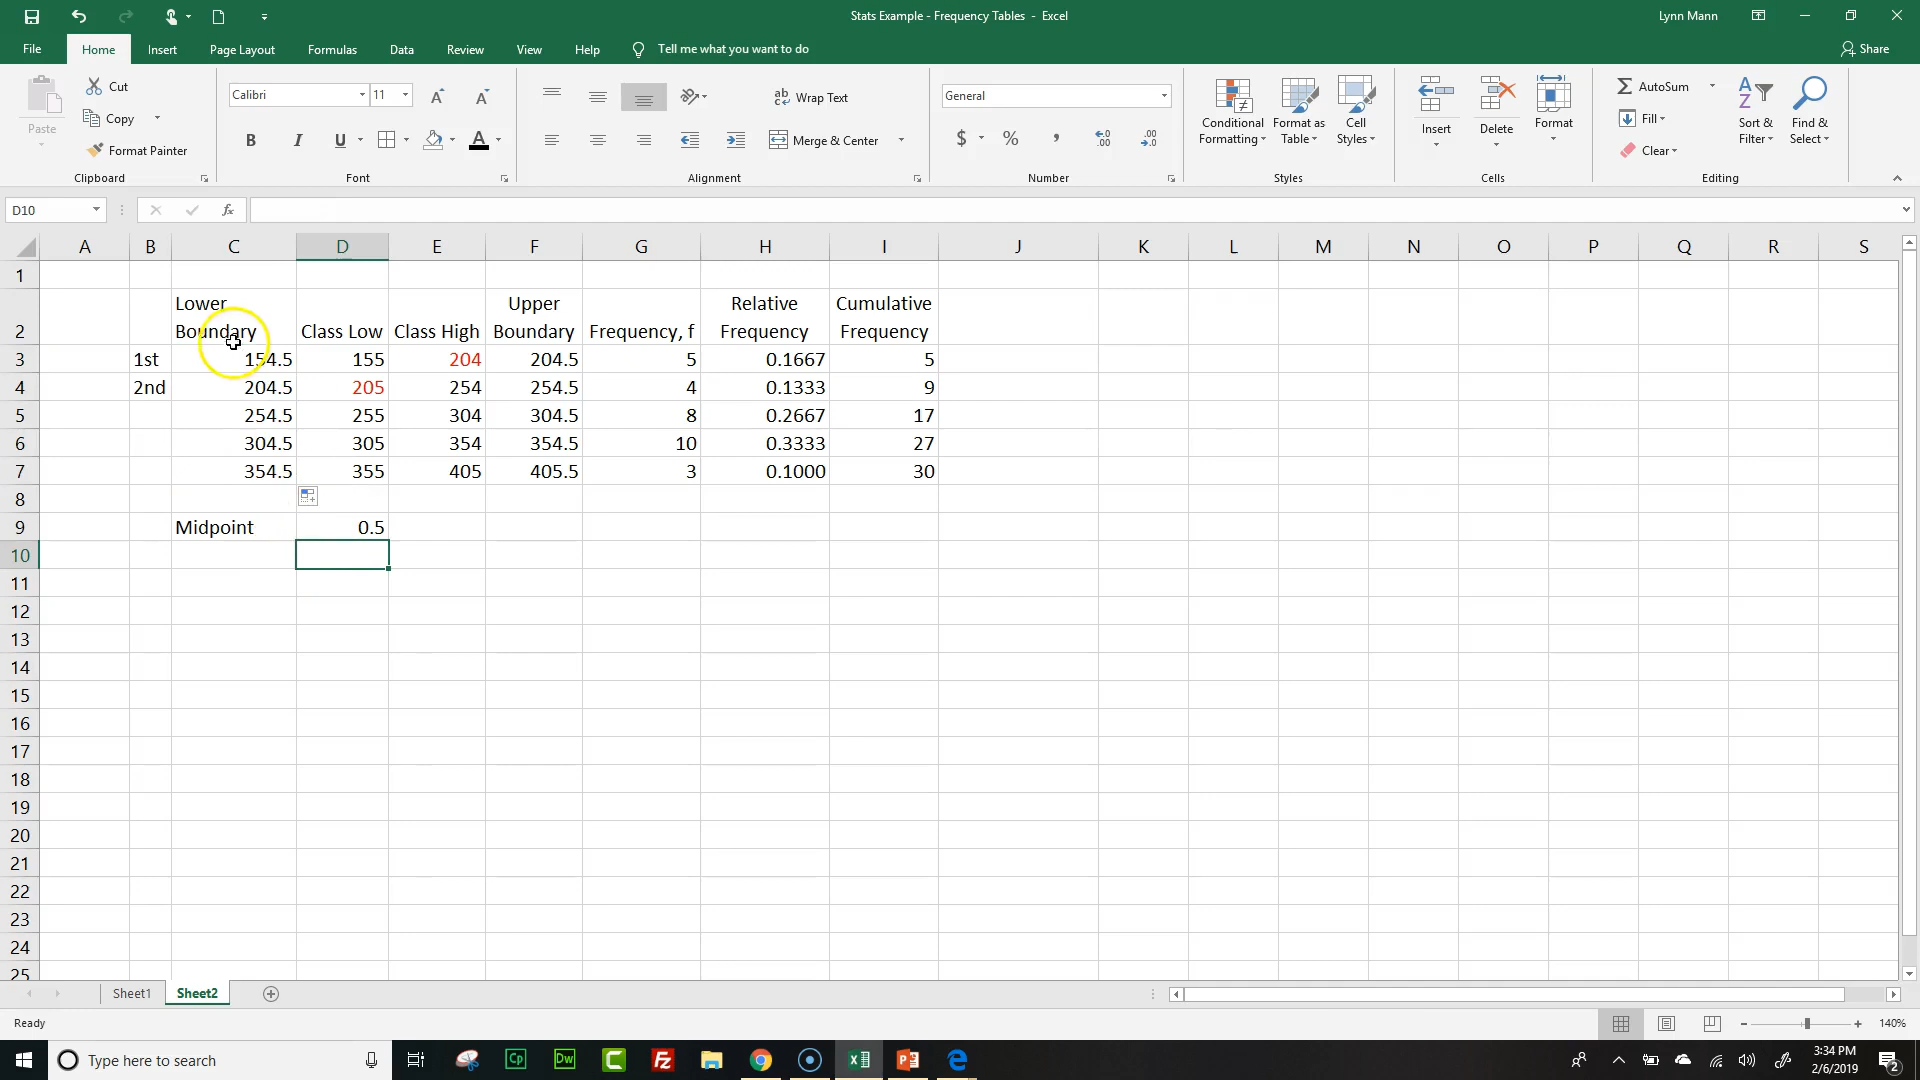 Stats Example - Frequency Tables - Excel
Lynn Mann
File Home Insert Page Layout Formulas Data Review View Help Tell me what you want to do Share
Paste
Cut
Copy
Format Painter
Clipboard
Calibri 11
B I U A
Font
ab Wrap Text
Merge & Center
Alignment
General
$ % ,
Number
Conditional Formatting
Format as Table
Cell Styles
Styles
Insert
Delete
Format
Cells
AutoSum
Fill
Clear
Sort & Filter
Find & Select
Editing
D10 fx
A B C D E F G H I J K L M N O P Q R S
1
2 Lower Boundary Class Low Class High Upper Boundary Frequency, f Relative Frequency Cumulative Frequency
3 1st 154.5 155 204 204.5 5 0.1667 5
4 2nd 204.5 205 254 254.5 4 0.1333 9
5 254.5 255 304 304.5 8 0.2667 17
6 304.5 305 354 354.5 10 0.3333 27
7 354.5 355 405 405.5 3 0.1000 30
8
9 Midpoint 0.5
10
11
12
13
14
15
16
17
18
19
20
21
22
23
24
25
Sheet1 Sheet2
Ready 140%
Type here to search
Cp Dw C Fz
3:34 PM
2/6/2019
2